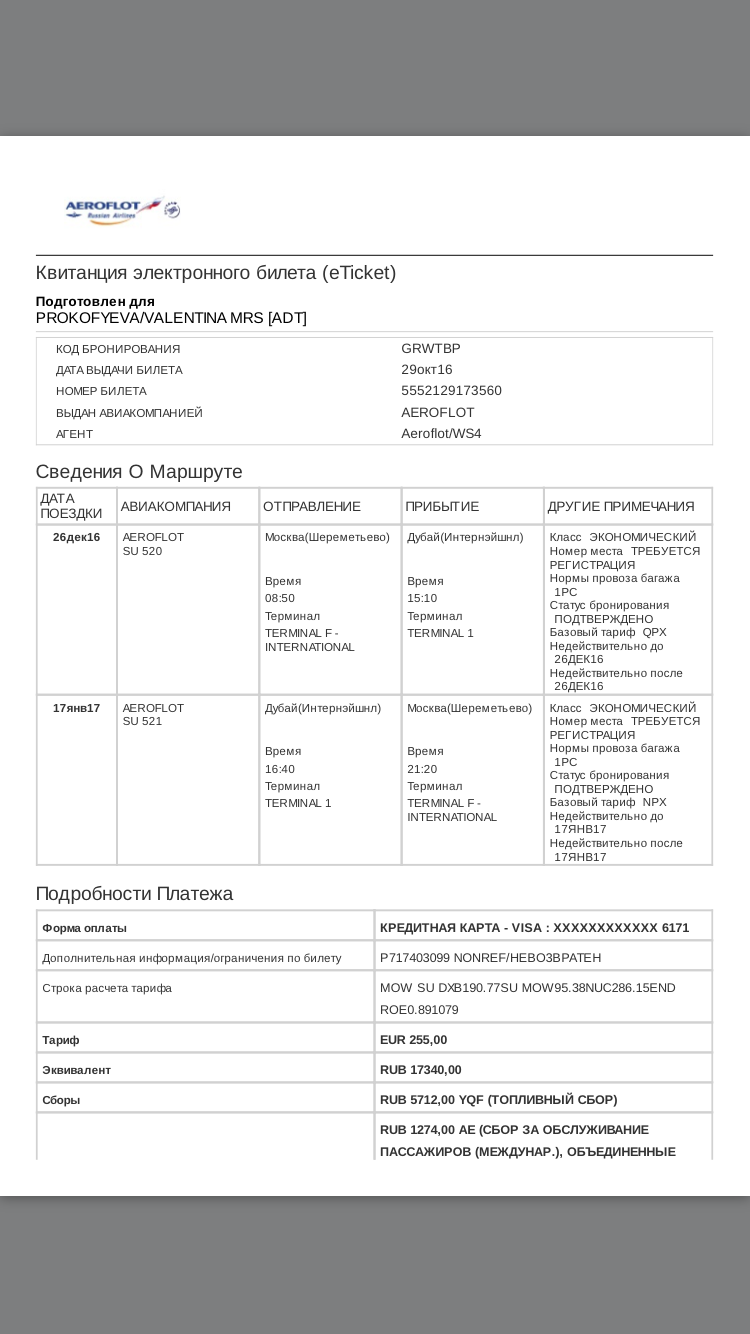 AEROFLOT
Russian Airlines
Квитанция электронного билета (eTicket)
Подготовлен для
PROKOFYEVA/VALENTINA MRS [ADT]
КОД БРОНИРОВАНИЯ GRWTBP
ДАТА ВЫДАЧИ БИЛЕТА 29окт16
НОМЕР БИЛЕТА 5552129173560
ВЫДАН АВИАКОМПАНИЕЙ AEROFLOT
АГЕНТ Aeroflot/WS4
Сведения О Маршруте
ДАТА
ПОЕЗДКИ
АВИАКОМПАНИЯ
ОТПРАВЛЕНИЕ
ПРИБЫТИЕ
ДРУГИЕ ПРИМЕЧАНИЯ
26дек16
AEROFLOT
SU 520
Москва(Шереметьево)
Время
08:50
Терминал
TERMINAL F -
INTERNATIONAL
Дубай(Интернэйшнл)
Время
15:10
Терминал
TERMINAL 1
Класс ЭКОНОМИЧЕСКИЙ
Номер места ТРЕБУЕТСЯ
РЕГИСТРАЦИЯ
Нормы провоза багажа
1PC
Статус бронирования
ПОДТВЕРЖДЕНО
Базовый тариф QPX
Недействительно до
26ДЕК16
Недействительно после
26ДЕК16
17янв17
AEROFLOT
SU 521
Дубай(Интернэйшнл)
Время
16:40
Терминал
TERMINAL 1
Москва(Шереметьево)
Время
21:20
Терминал
TERMINAL F -
INTERNATIONAL
Класс ЭКОНОМИЧЕСКИЙ
Номер места ТРЕБУЕТСЯ
РЕГИСТРАЦИЯ
Нормы провоза багажа
1PC
Статус бронирования
ПОДТВЕРЖДЕНО
Базовый тариф NPX
Недействительно до
17ЯНВ17
Недействительно после
17ЯНВ17
Подробности Платежа
Форма оплаты КРЕДИТНАЯ КАРТА - VISA : XXXXXXXXXXXX 6171
Дополнительная информация/ограничения по билету P717403099 NONREF/HEBO3BPATEH
Строка расчета тарифа MOW SU DXB190.77SU MOW95.38NUC286.15END
ROE0.891079
Тариф EUR 255,00
Эквивалент RUB 17340,00
Сборы RUB 5712,00 YQF (ТОПЛИВНЫЙ СБОР)
RUB 1274,00 AE (СБОР ЗА ОБСЛУЖИВАНИЕ
ПАССАЖИРОВ (МЕЖДУНАР.), ОБЪЕДИНЕННЫЕ